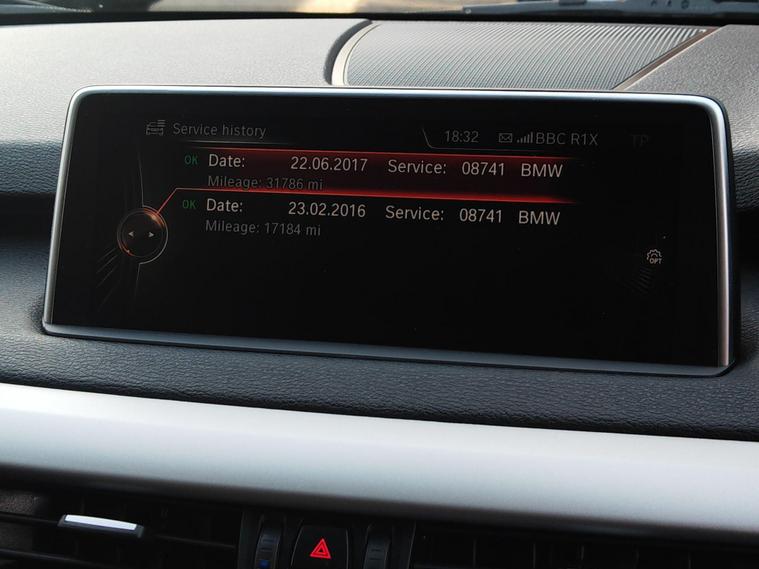 Service history 18:32 BBC R1X TP
OK Date: 22.06.2017 Service: 08741 BMW
Mileage: 31786 mi
OK Date: 23.02.2016 Service: 08741 BMW
Mileage: 17184 mi
OPT